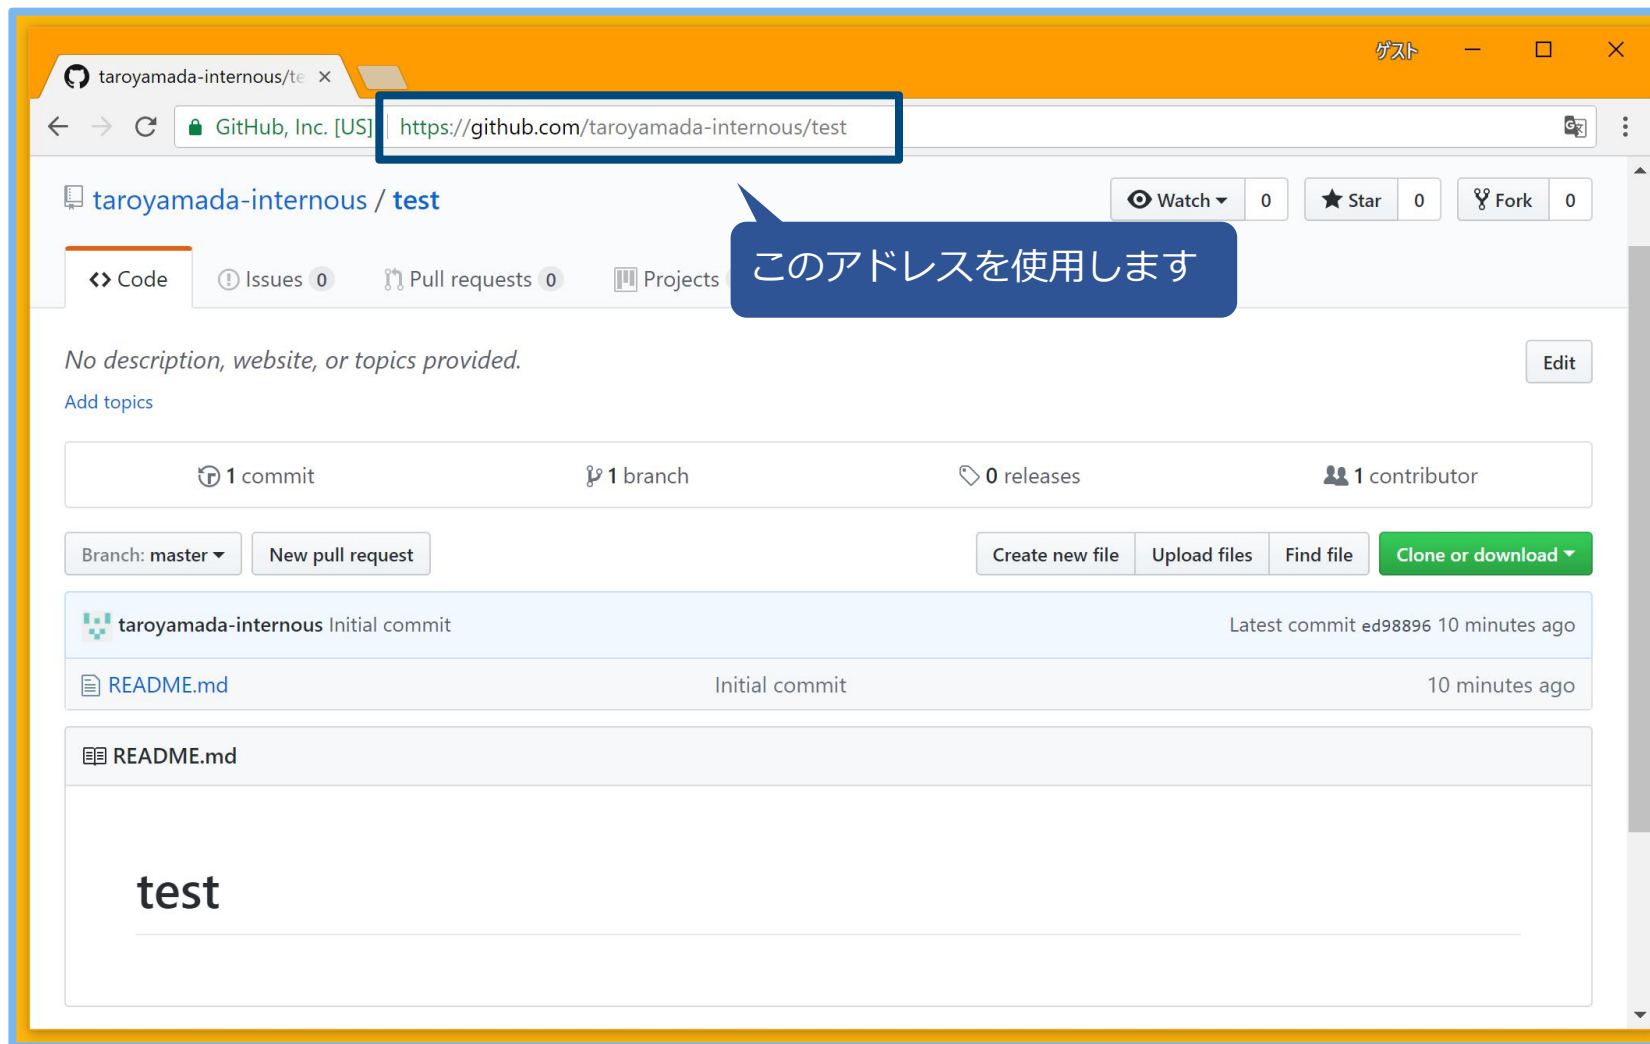 ゲスト
taroyamada-internous/te
GitHub, Inc. [US] https://github.com/taroyamada-internous/test
taroyamada-internous / test
Watch 0 Star 0 Fork 0
このアドレスを使用します
Code Issues 0 Pull requests 0 Projects
No description, website, or topics provided.
Edit
Add topics
1 commit 1 branch 0 releases 1 contributor
Branch: master New pull request Create new file Upload files Find file Clone or download
taroyamada-internous Initial commit Latest commit ed98896 10 minutes ago
README.md Initial commit 10 minutes ago
README.md
test